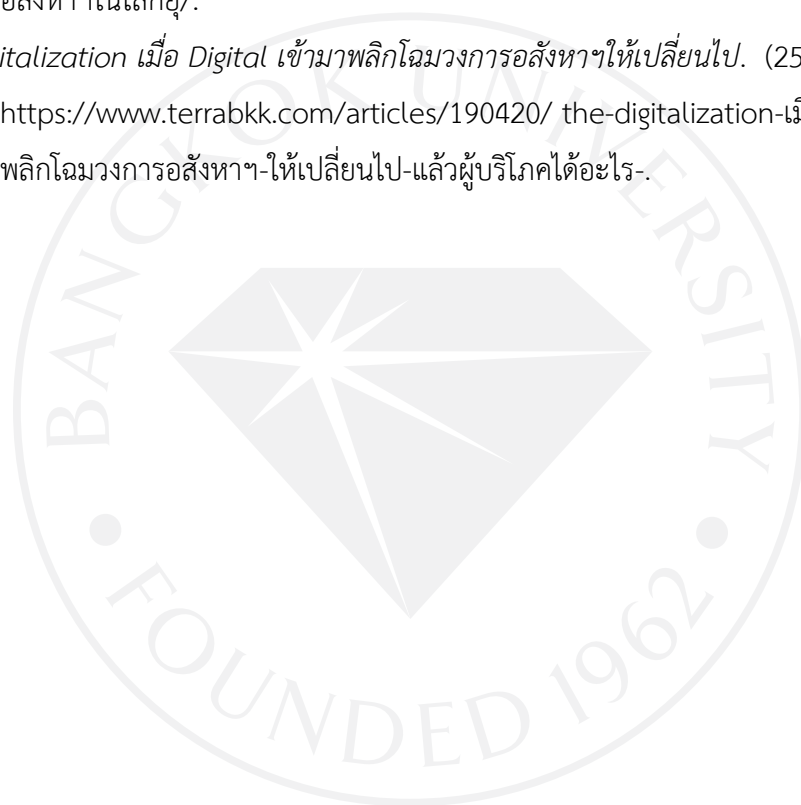 italization เมื่อ Digital เข้ามาพลิกโฉมวงการอสังหาฯให้เปลี่ยนไป. (25
https://www.terrabkk.com/articles/190420/ the-digitalization-เมื
พลิกโฉมวงการอสังหาฯ-ให้เปลี่ยนไป-แล้วผู้บริโภคได้อะไร-.
BANGKOK UNIVERSITY
FOUNDED 1962